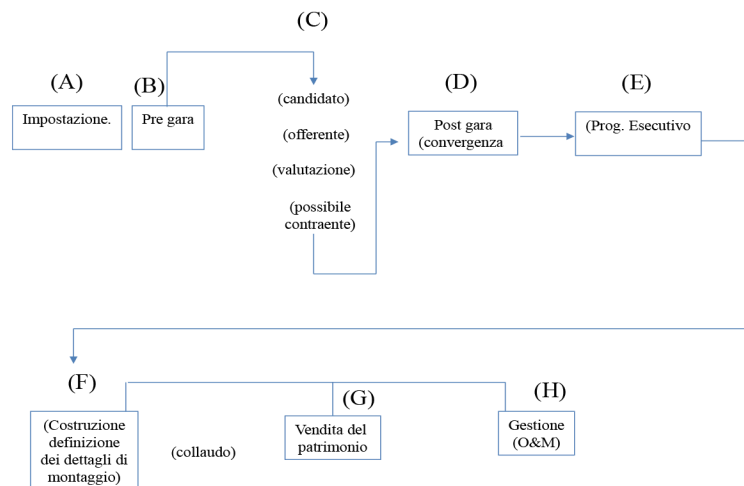 (C)
(A)
(B)
(D)
(E)
Impostazione.
Pre gara
(candidato)
(offerente)
(valutazione)
(possibile
contraente)
Post gara
(convergenza
(Prog. Esecutivo
(F)
(G)
(H)
(Costruzione
definizione
dei dettagli di
montaggio)
(collaudo)
Vendita del
patrimonio
Gestione
(O&M)